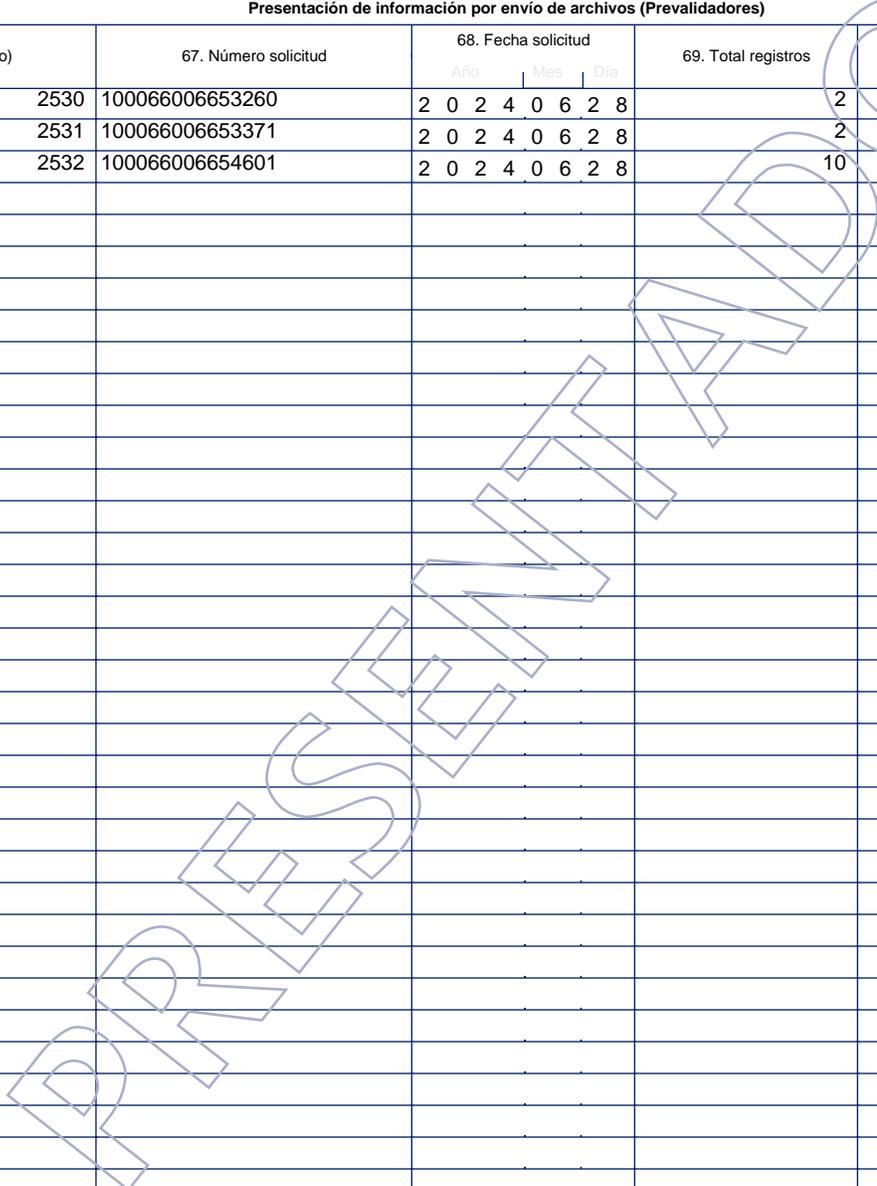 Presentación de información por envío de archivos (Prevalidadores)
o) 67. Número solicitud 68. Fecha solicitud 69. Total registros
Año Mes Día
2530 100066006653260 2 0 2 4 0 6 2 8 2
2531 100066006653371 2 0 2 4 0 6 2 8 2
2532 100066006654601 2 0 2 4 0 6 2 8 10
PRESENTADO